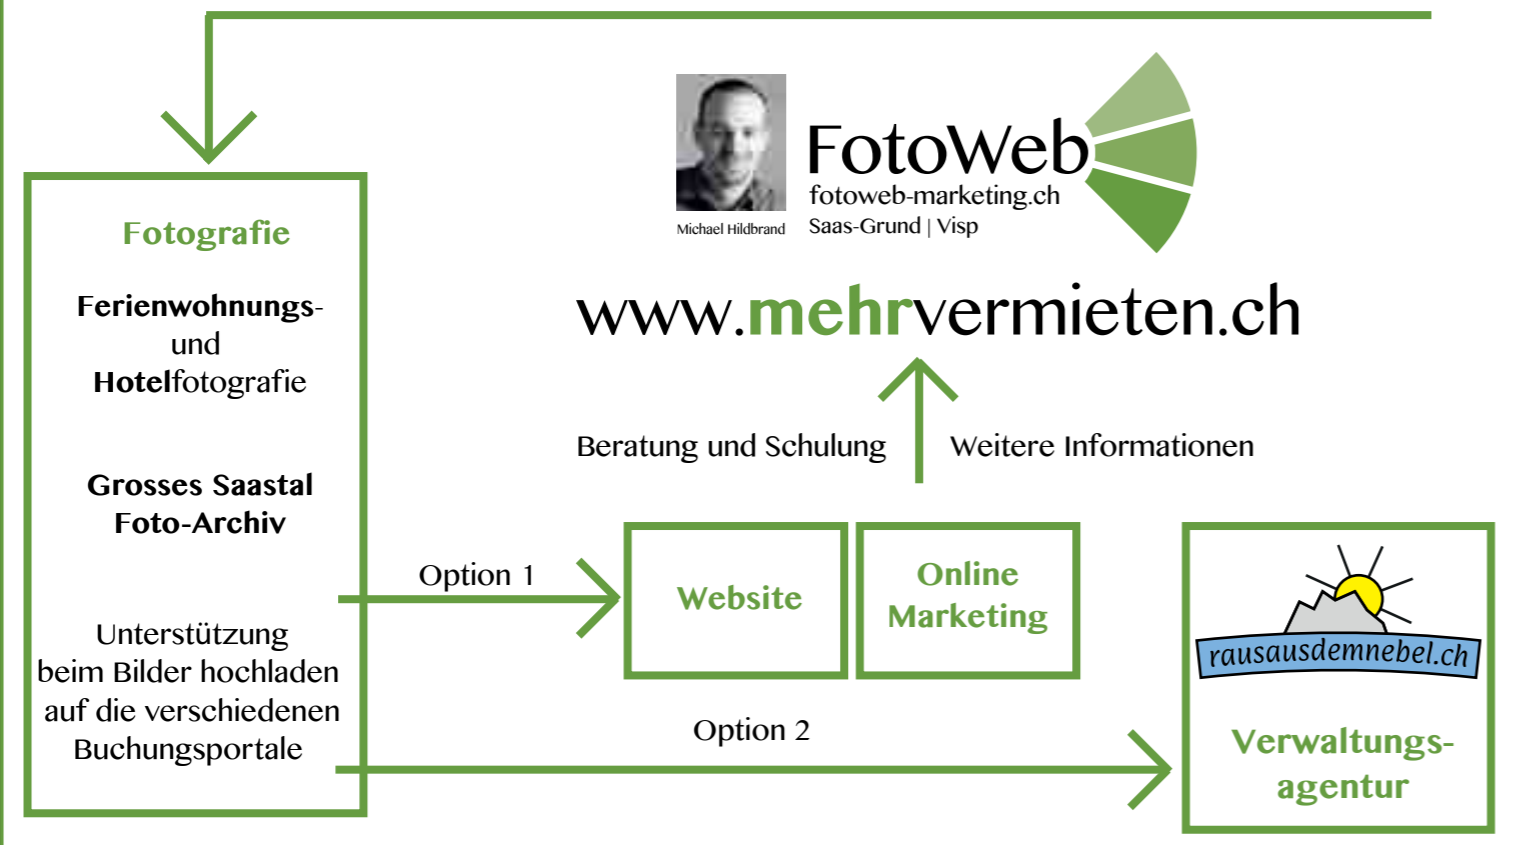 FotoWeb
fotoweb-marketing.ch
Michael Hildbrand
Saas-Grund | Visp
www.mehrvermieten.ch
Fotografie
Ferienwohnungs-
und
Hotelfotografie
Grosses Saastal
Foto-Archiv
Unterstützung
beim Bilder hochladen
auf die verschiedenen
Buchungsportale
Beratung und Schulung
Weitere Informationen
Option 1
Website
Online
Marketing
Option 2
rausausdemnebel.ch
Verwaltungs-
agentur